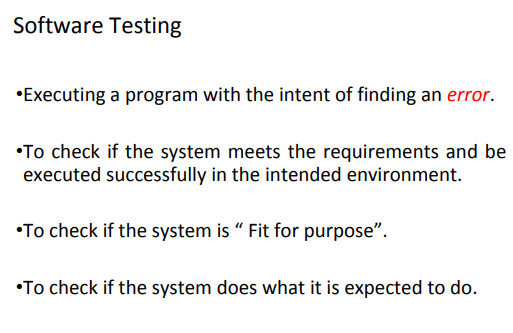 Software Testing
•Executing a program with the intent of finding an error.
•To check if the system meets the requirements and be
executed successfully in the intended environment.
•To check if the system is “ Fit for purpose”.
•To check if the system does what it is expected to do.